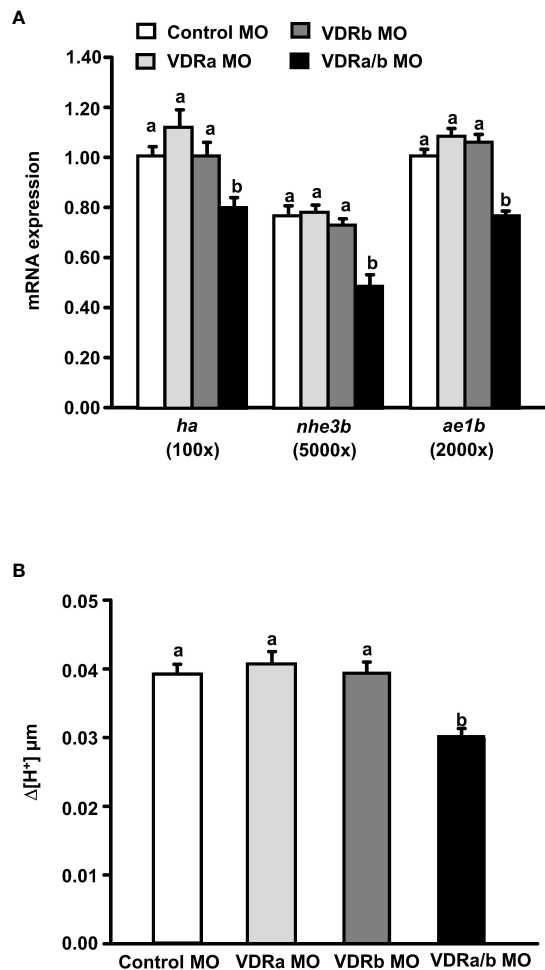 A
Control MO VDRb MO
VDRa MO VDRa/b MO
mRNA expression
1.40
1.20
1.00
0.80
0.60
0.40
0.20
0.00
a a a b
a a a b
a a a b
ha nhe3b ae1b
(100x) (5000x) (2000x)
B
Δ[H⁺] µm
0.05
0.04
0.03
0.02
0.01
0.00
a a a b
Control MO VDRa MO VDRb MO VDRa/b MO